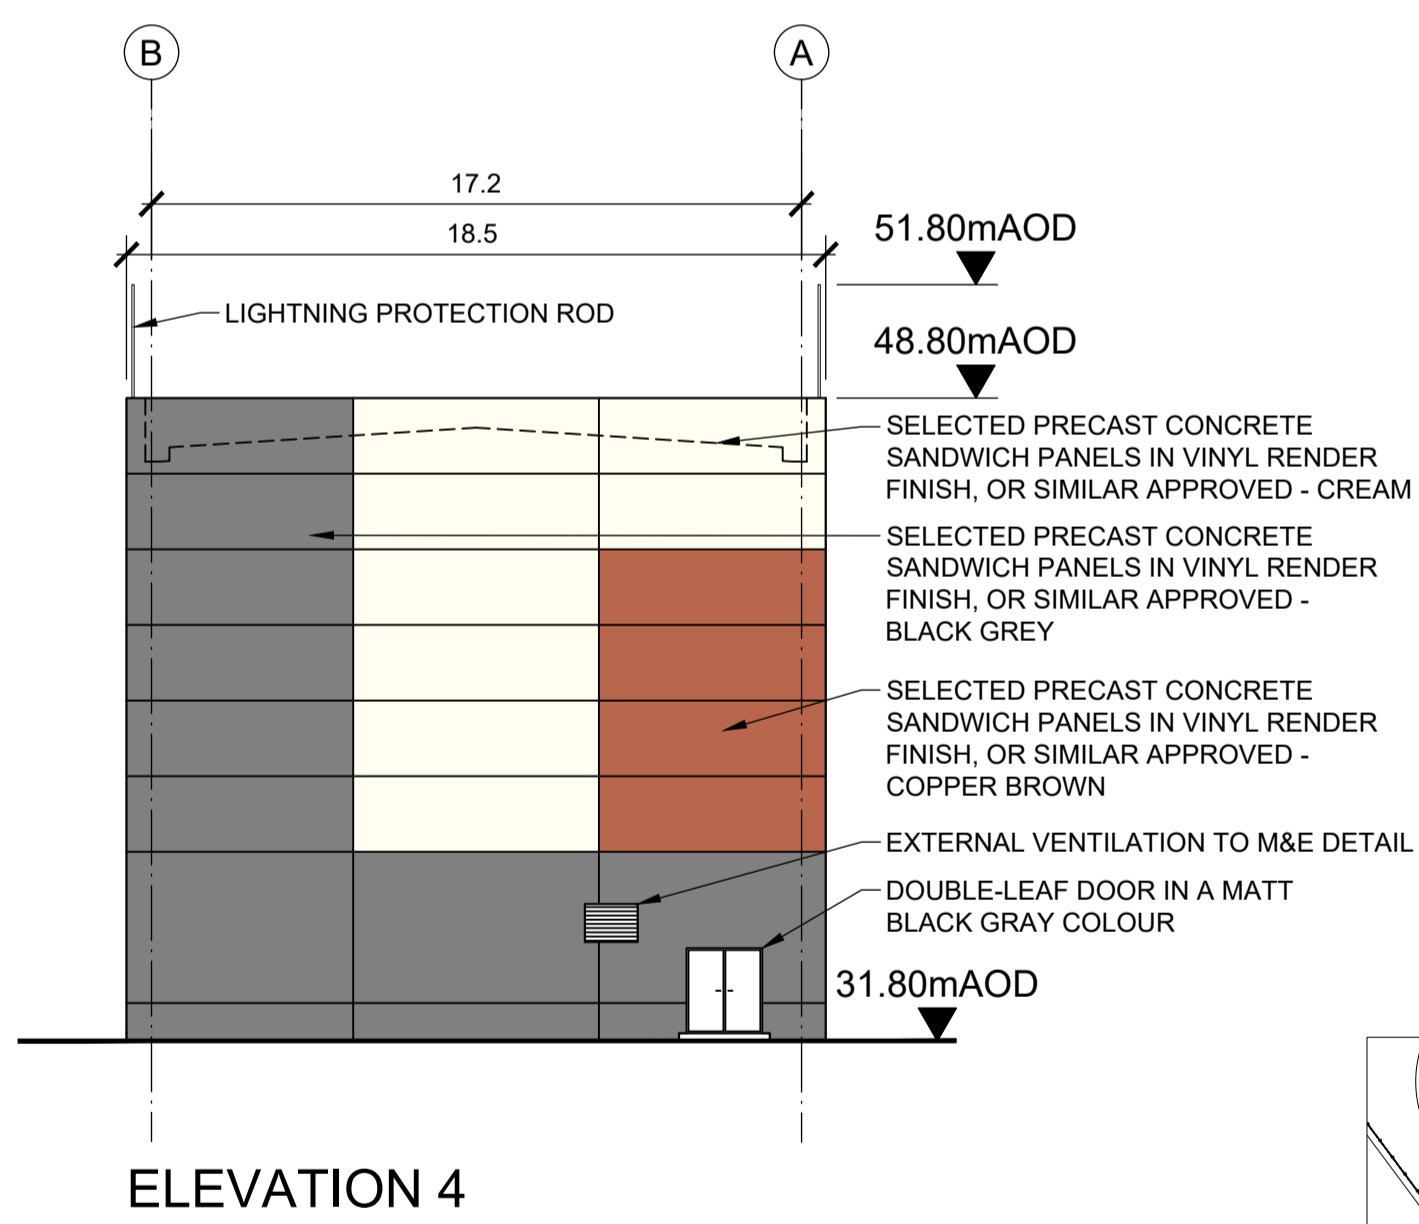 B
A
17.2
18.5
51.80mAOD
LIGHTNING PROTECTION ROD
48.80mAOD
SELECTED PRECAST CONCRETE
SANDWICH PANELS IN VINYL RENDER
FINISH, OR SIMILAR APPROVED - CREAM
SELECTED PRECAST CONCRETE
SANDWICH PANELS IN VINYL RENDER
FINISH, OR SIMILAR APPROVED -
BLACK GREY
SELECTED PRECAST CONCRETE
SANDWICH PANELS IN VINYL RENDER
FINISH, OR SIMILAR APPROVED -
COPPER BROWN
EXTERNAL VENTILATION TO M&E DETAIL
DOUBLE-LEAF DOOR IN A MATT
BLACK GRAY COLOUR
31.80mAOD
ELEVATION 4